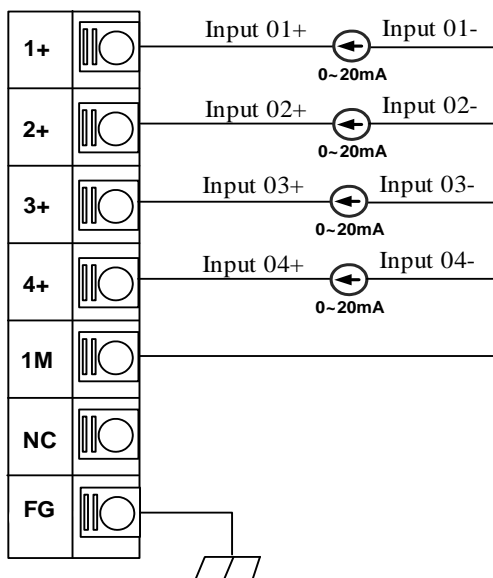 1+ Input 01+ Input 01-
0~20mA
2+ Input 02+ Input 02-
0~20mA
3+ Input 03+ Input 03-
0~20mA
4+ Input 04+ Input 04-
0~20mA
1M
NC
FG